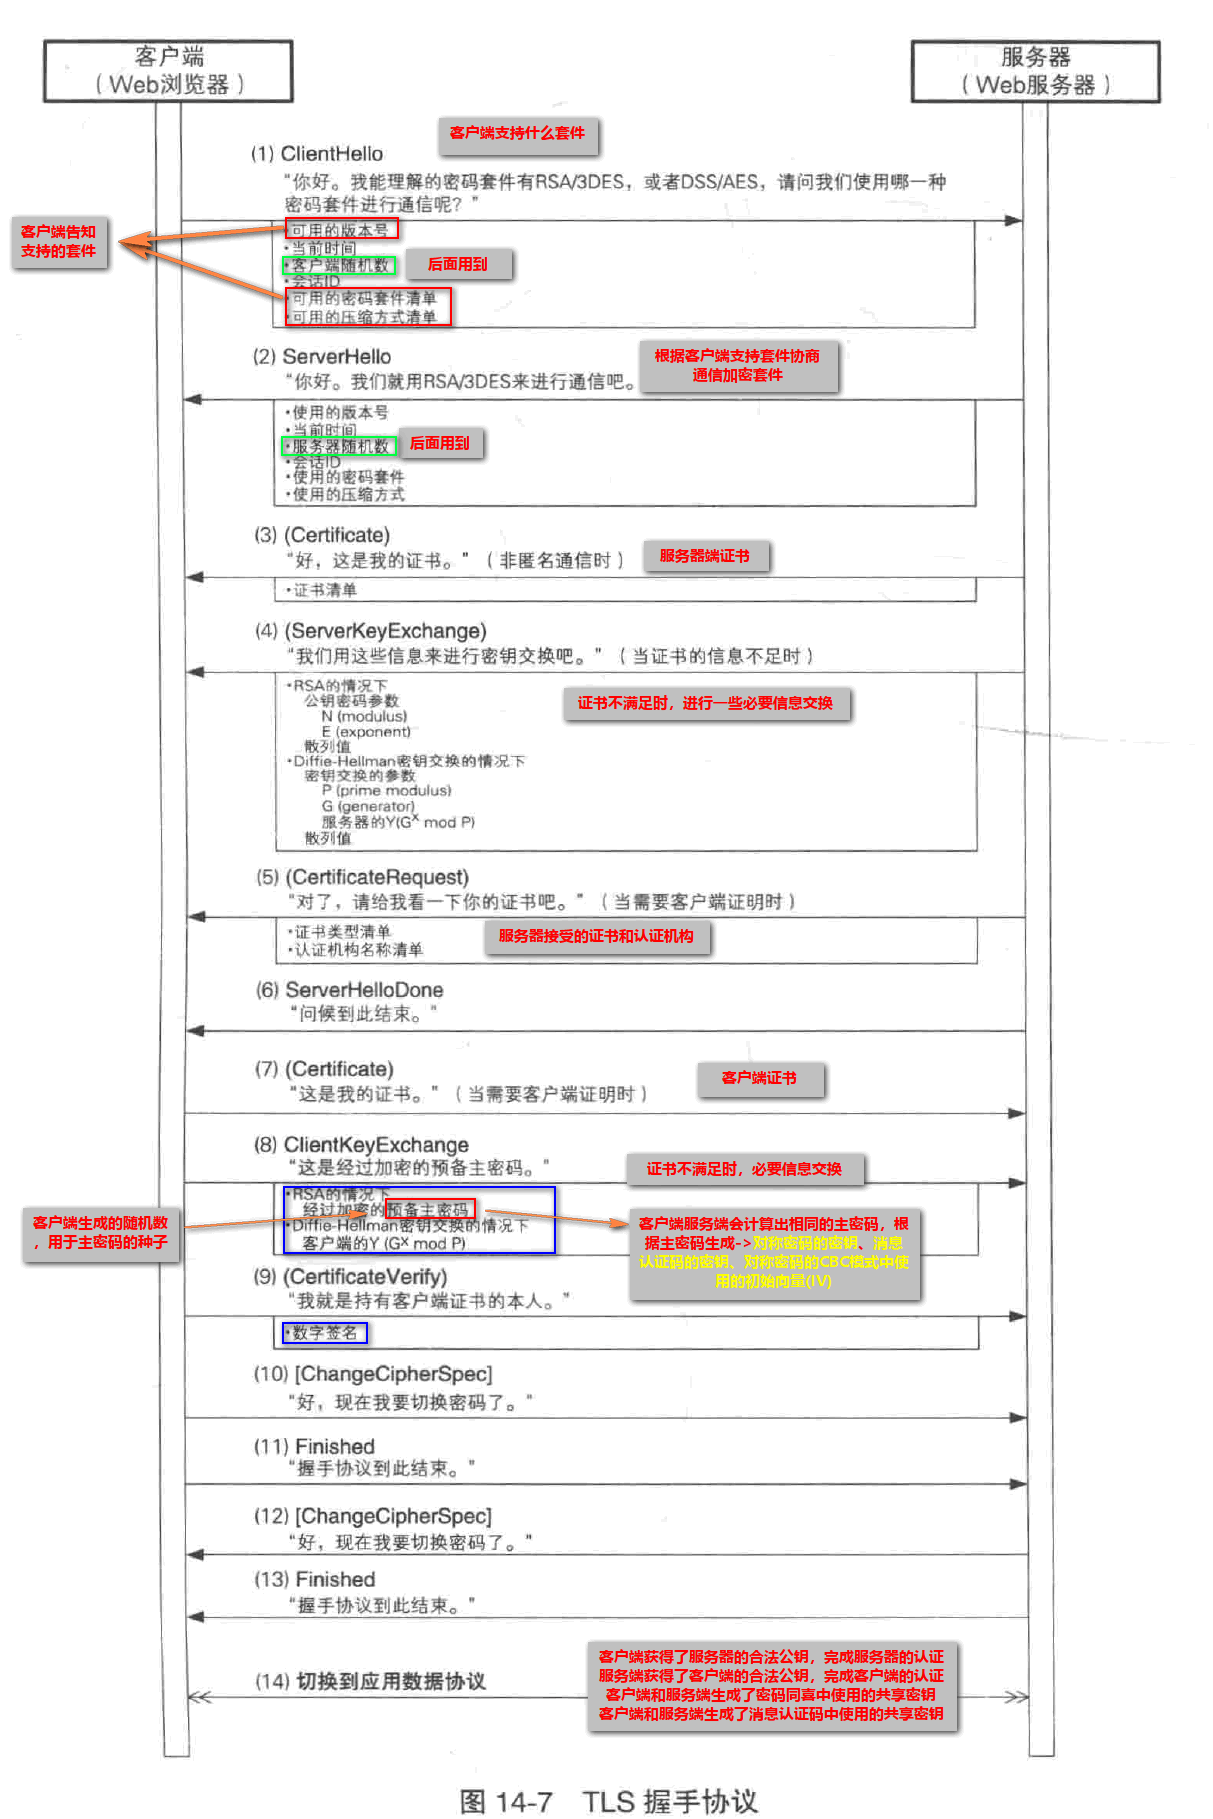 客户端
（Web浏览器）
服务器
（Web服务器）
客户端支持什么套件
(1) ClientHello
“你好。我能理解的密码套件有RSA/3DES，或者DSS/AES，请问我们使用哪一种
密码套件进行通信呢？”
客户端告知
支持的套件
·可用的版本号
·当前时间
·客户端随机数
后面用到
·会话ID
·可用的密码套件清单
·可用的压缩方式清单
(2) ServerHello
根据客户端支持套件协商
通信加密套件
“你好。我们就用RSA/3DES来进行通信吧。
·使用的版本号
·当前时间
·服务器随机数
后面用到
·会话ID
·使用的密码套件
·使用的压缩方式
(3) (Certificate)
“好，这是我的证书。”（非匿名通信时）
服务器端证书
·证书清单
(4) (ServerKeyExchange)
“我们用这些信息来进行密钥交换吧。”（当证书的信息不足时）
·RSA的情况下
公钥密码参数
N (modulus)
E (exponent)
散列值
证书不满足时，进行一些必要信息交换
·Diffie-Hellman密钥交换的情况下
密钥交换的参数
P (prime modulus)
G (generator)
服务器的Y(G^x mod P)
散列值
(5) (CertificateRequest)
“对了，请给我看一下你的证书吧。”（当需要客户端证明时）
·证书类型清单
·认证机构名称清单
服务器接受的证书和认证机构
(6) ServerHelloDone
“问候到此结束。”
(7) (Certificate)
“这是我的证书。”（当需要客户端证明时）
客户端证书
(8) ClientKeyExchange
“这是经过加密的预备主密码。”
证书不满足时，必要信息交换
·RSA的情况下
经过加密的预备主密码
·Diffie-Hellman密钥交换的情况下
客户端的Y (G^x mod P)
客户端生成的随机数
，用于主密码的种子
客户端服务端会计算出相同的主密码，根
据主密码生成->对称密码的密钥、消息
认证码的密钥、对称密码的CBC模式中使
用的初始向量(IV)
(9) (CertificateVerify)
“我就是持有客户端证书的本人。”
·数字签名
(10) [ChangeCipherSpec]
“好，现在我要切换密码了。”
(11) Finished
“握手协议到此结束。”
(12) [ChangeCipherSpec]
“好，现在我要切换密码了。”
(13) Finished
“握手协议到此结束。”
(14) 切换到应用数据协议
客户端获得了服务器的合法公钥，完成服务器的认证
服务端获得了客户端的合法公钥，完成客户端的认证
客户端和服务端生成了密码同喜中使用的共享密钥
客户端和服务端生成了消息认证码中使用的共享密钥
图 14-7 TLS 握手协议